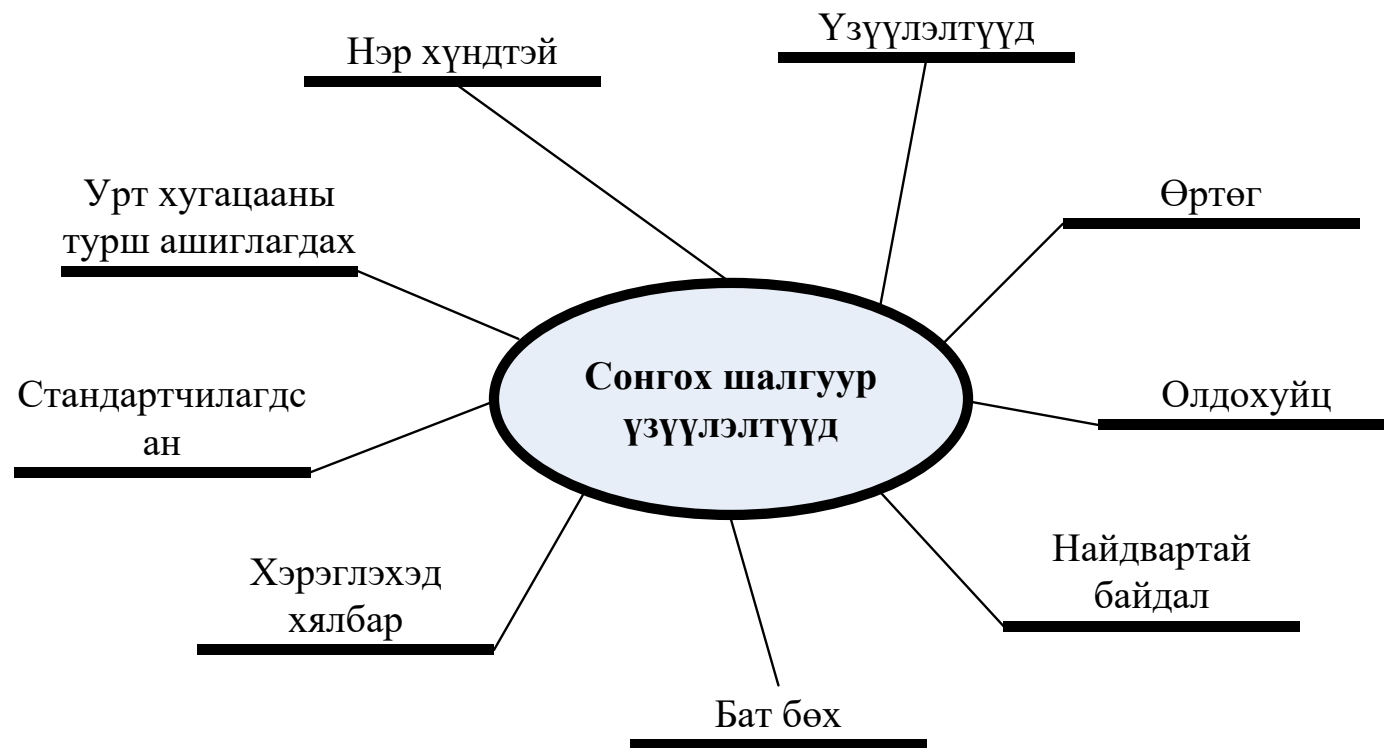 Нэр хүндтэй
Үзүүлэлтүүд
Урт хугацааны
турш ашиглагдах
Өртөг
Сонгох шалгуур
үзүүлэлтүүд
Стандартчилагдс
ан
Олдохуйц
Хэрэглэхэд
хялбар
Найдвартай
байдал
Бат бөх